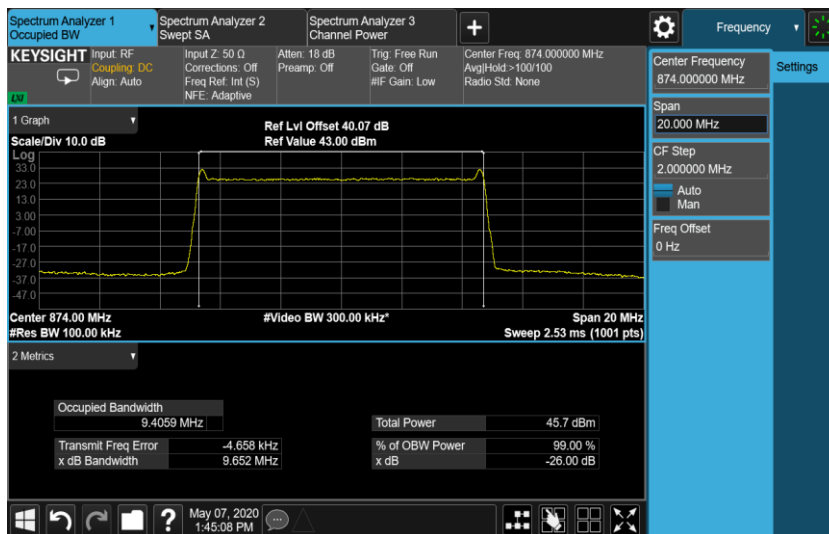 Spectrum Analyzer 1
Occupied BW
Spectrum Analyzer 2
Swept SA
Spectrum Analyzer 3
Channel Power
+
Frequency
KEYSIGHT
LXI
Input: RF
Coupling: DC
Align: Auto
Input Z: 50 Ω
Corrections: Off
Freq Ref: Int (S)
NFE: Adaptive
Atten: 18 dB
Preamp: Off
Trig: Free Run
Gate: Off
#IF Gain: Low
Center Freq: 874.000000 MHz
Avg|Hold:>100/100
Radio Std: None
Center Frequency
874.000000 MHz
Settings
Span
20.000 MHz
CF Step
2.000000 MHz
Auto
Man
Freq Offset
0 Hz
1 Graph
Scale/Div 10.0 dB
Ref Lvl Offset 40.07 dB
Ref Value 43.00 dBm
Log
33.0
23.0
13.0
3.00
-7.00
-17.0
-27.0
-37.0
-47.0
Center 874.00 MHz
#Res BW 100.00 kHz
#Video BW 300.00 kHz*
Span 20 MHz
Sweep 2.53 ms (1001 pts)
2 Metrics
Occupied Bandwidth
9.4059 MHz
Total Power 45.7 dBm
Transmit Freq Error -4.658 kHz
% of OBW Power 99.00 %
x dB Bandwidth 9.652 MHz
x dB -26.00 dB
?
May 07, 2020
1:45:08 PM